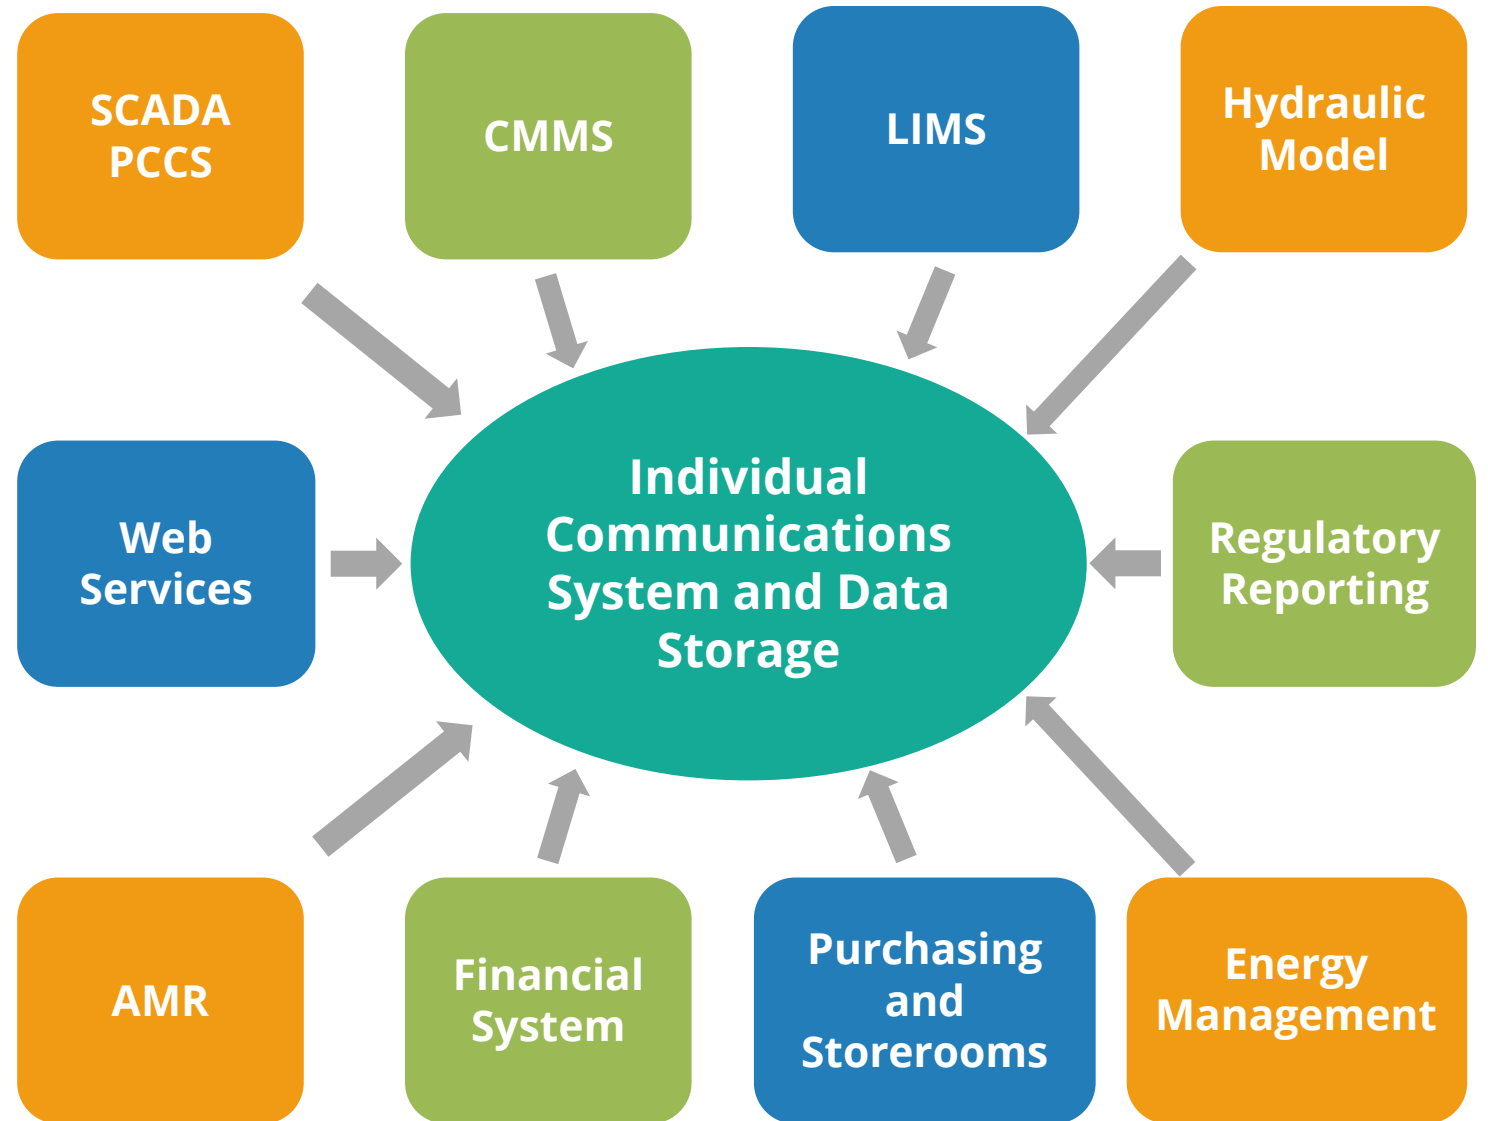 SCADA
PCCS
CMMS
LIMS
Hydraulic
Model
Web
Services
Individual
Communications
System and Data
Storage
Regulatory
Reporting
AMR
Financial
System
Purchasing
and
Storerooms
Energy
Management